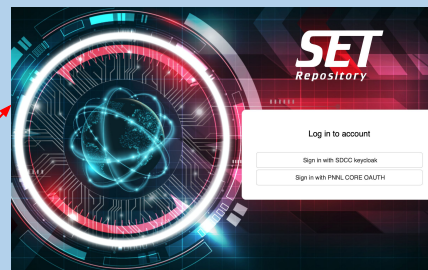 SET
Repository
Log in to account
Sign in with SDCC keycloak
Sign in with PNNL CORE OAUTH